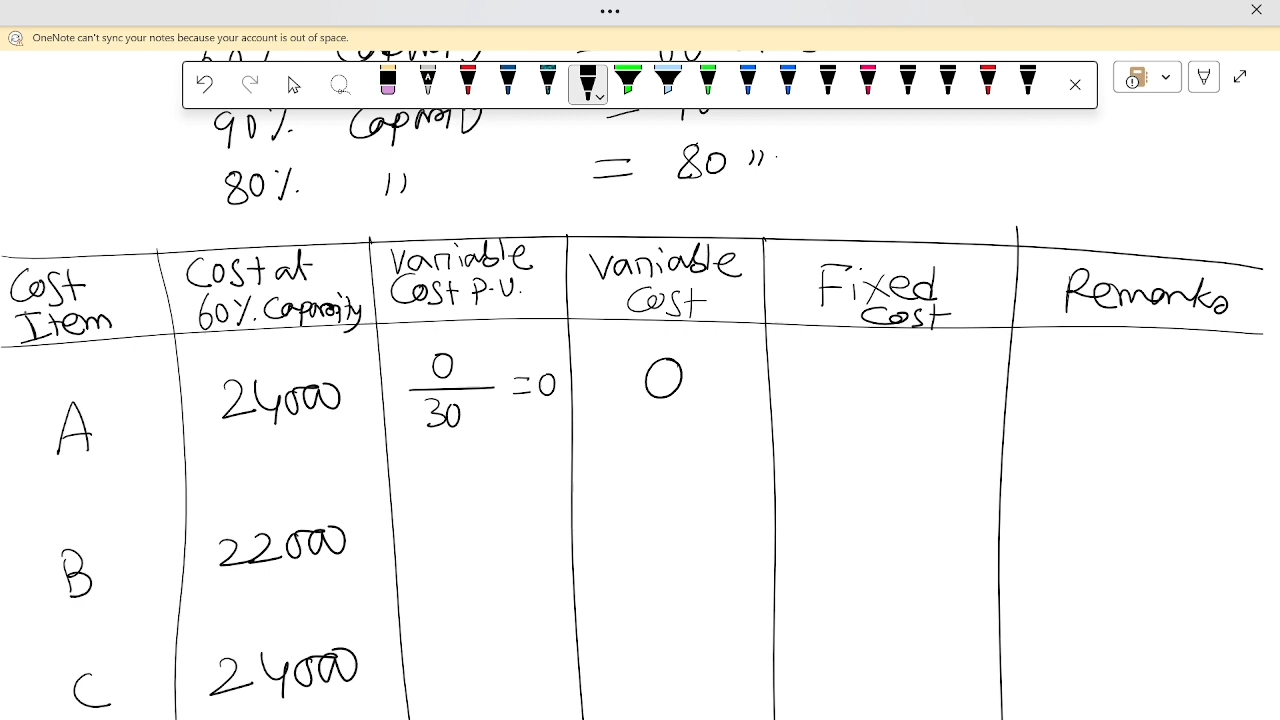 OneNote can't sync your notes because your account is out of space.
90% Capacity =
80% " = 80 "
Cost Item
Cost at 60% Capacity
Variable Cost p.u.
Variable Cost
Fixed Cost
Remarks
A 24000 0/30 = 0 0
B 22000
C 24000